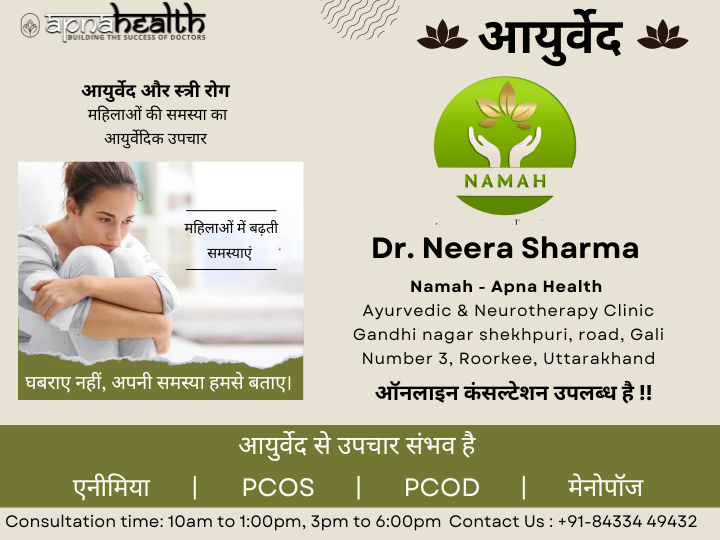 apnahealth
BUILDING THE SUCCESS OF DOCTORS
आयुर्वेद
आयुर्वेद और स्त्री रोग
महिलाओं की समस्या का
आयुर्वेदिक उपचार
महिलाओं में बढ़ती
समस्याएं
घबराए नहीं, अपनी समस्या हमसे बताए।
NAMAH
Dr. Neera Sharma
Namah - Apna Health
Ayurvedic & Neurotherapy Clinic
Gandhi nagar shekhpuri, road, Gali
Number 3, Roorkee, Uttarakhand
ऑनलाइन कंसल्टेशन उपलब्ध है !!
आयुर्वेद से उपचार संभव है
एनीमिया | PCOS | PCOD | मेनोपॉज
Consultation time: 10am to 1:00pm, 3pm to 6:00pm Contact Us : +91-84334 49432